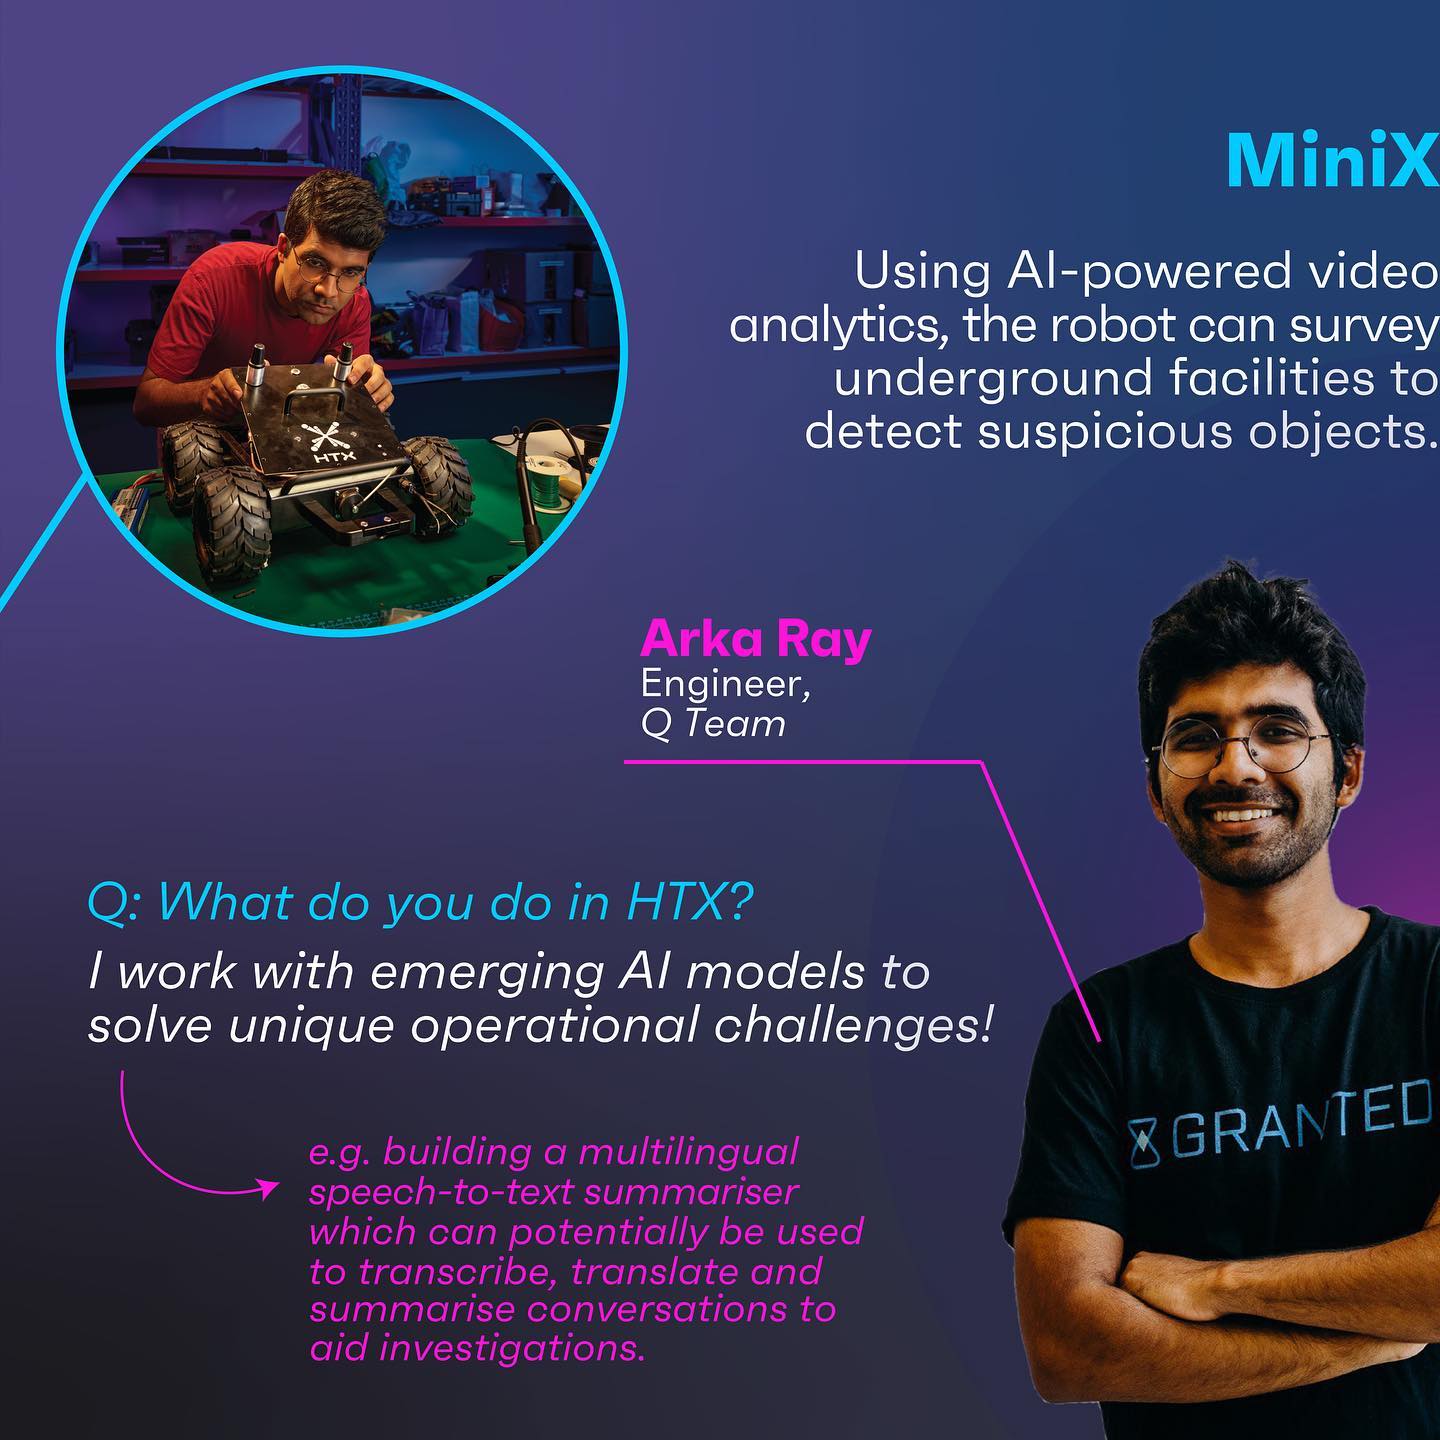 MiniX
Using AI-powered video
analytics, the robot can survey
underground facilities to
detect suspicious objects.
HTX
Arka Ray
Engineer,
Q Team
Q: What do you do in HTX?
I work with emerging AI models to
solve unique operational challenges!
e.g. building a multilingual
speech-to-text summariser
which can potentially be used
to transcribe, translate and
summarise conversations to
aid investigations.
GRANTED